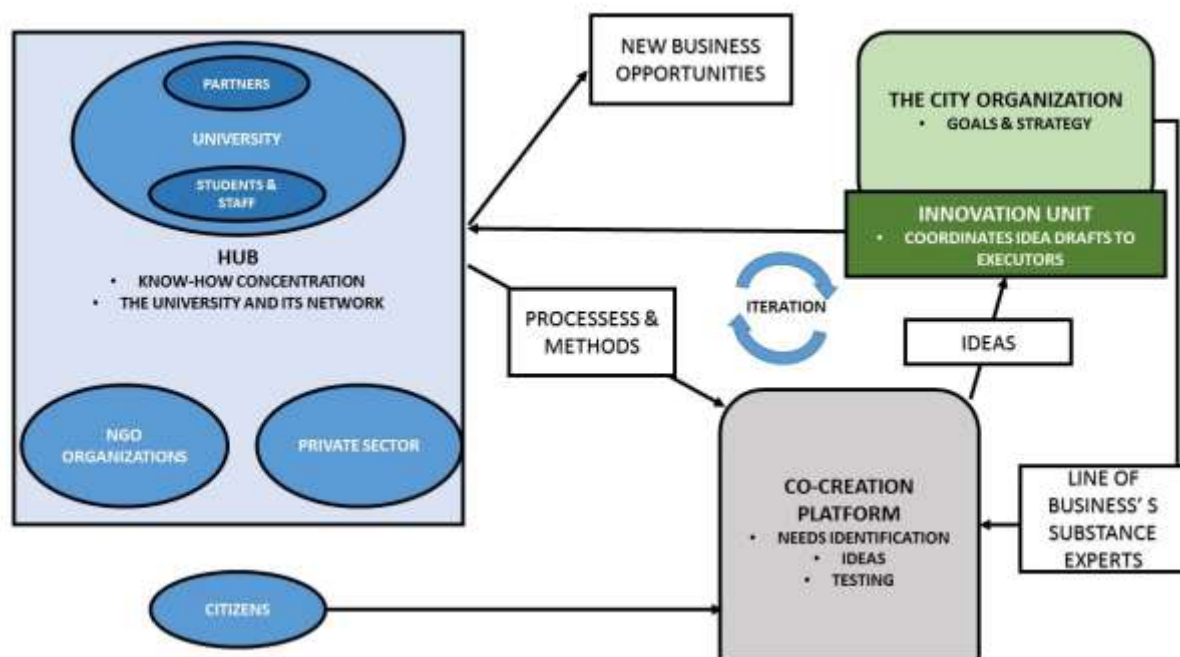 PARTNERS
UNIVERSITY
STUDENTS &
STAFF
HUB
• KNOW-HOW CONCENTRATION
• THE UNIVERSITY AND ITS NETWORK
NGO
ORGANIZATIONS
PRIVATE SECTOR
CITIZENS
NEW BUSINESS
OPPORTUNITIES
PROCESSESS &
METHODS
ITERATION
THE CITY ORGANIZATION
• GOALS & STRATEGY
INNOVATION UNIT
• COORDINATES IDEA DRAFTS TO
EXECUTORS
IDEAS
CO-CREATION
PLATFORM
• NEEDS IDENTIFICATION
• IDEAS
• TESTING
LINE OF
BUSINESS' S
SUBSTANCE
EXPERTS